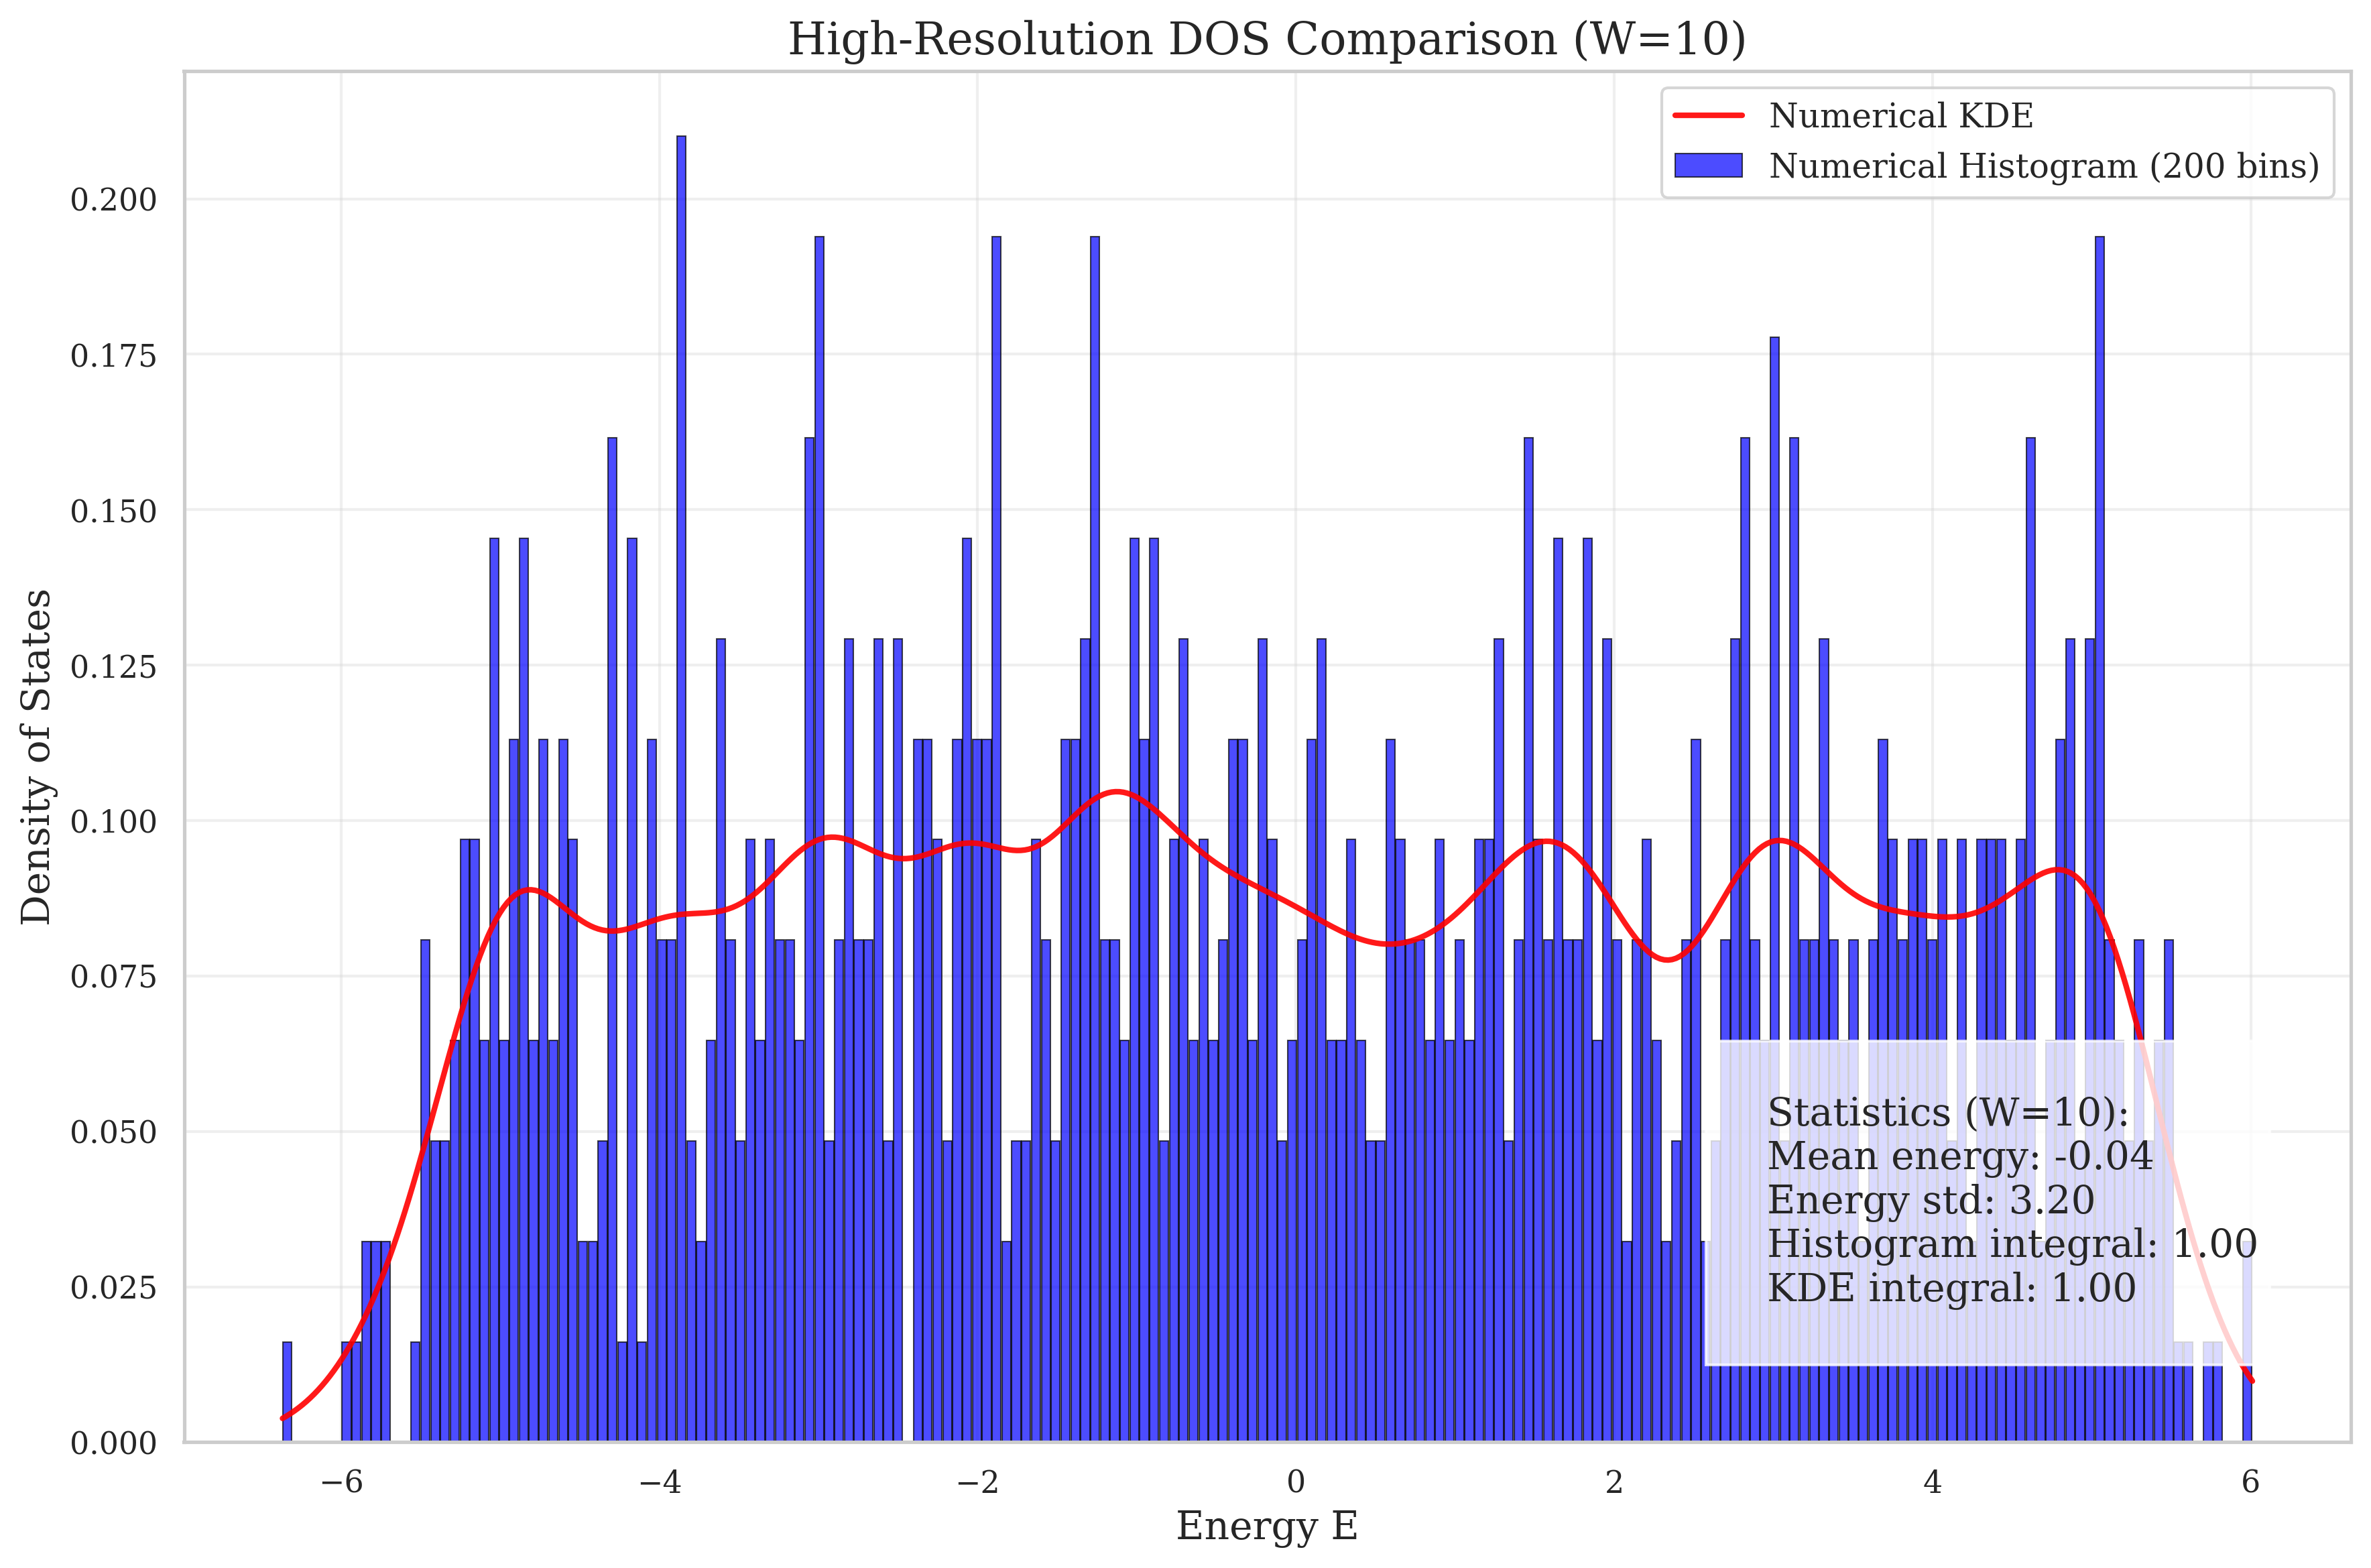 High-Resolution DOS Comparison (W=10)
Numerical KDE
Numerical Histogram (200 bins)
0.200
0.175
0.150
0.125
0.100
0.075
0.050
0.025
0.000
Density of States
Statistics (W=10):
Mean energy: -0.04
Energy std: 3.20
Histogram integral: 1.00
KDE integral: 1.00
−6 −4 −2 0 2 4 6
Energy E